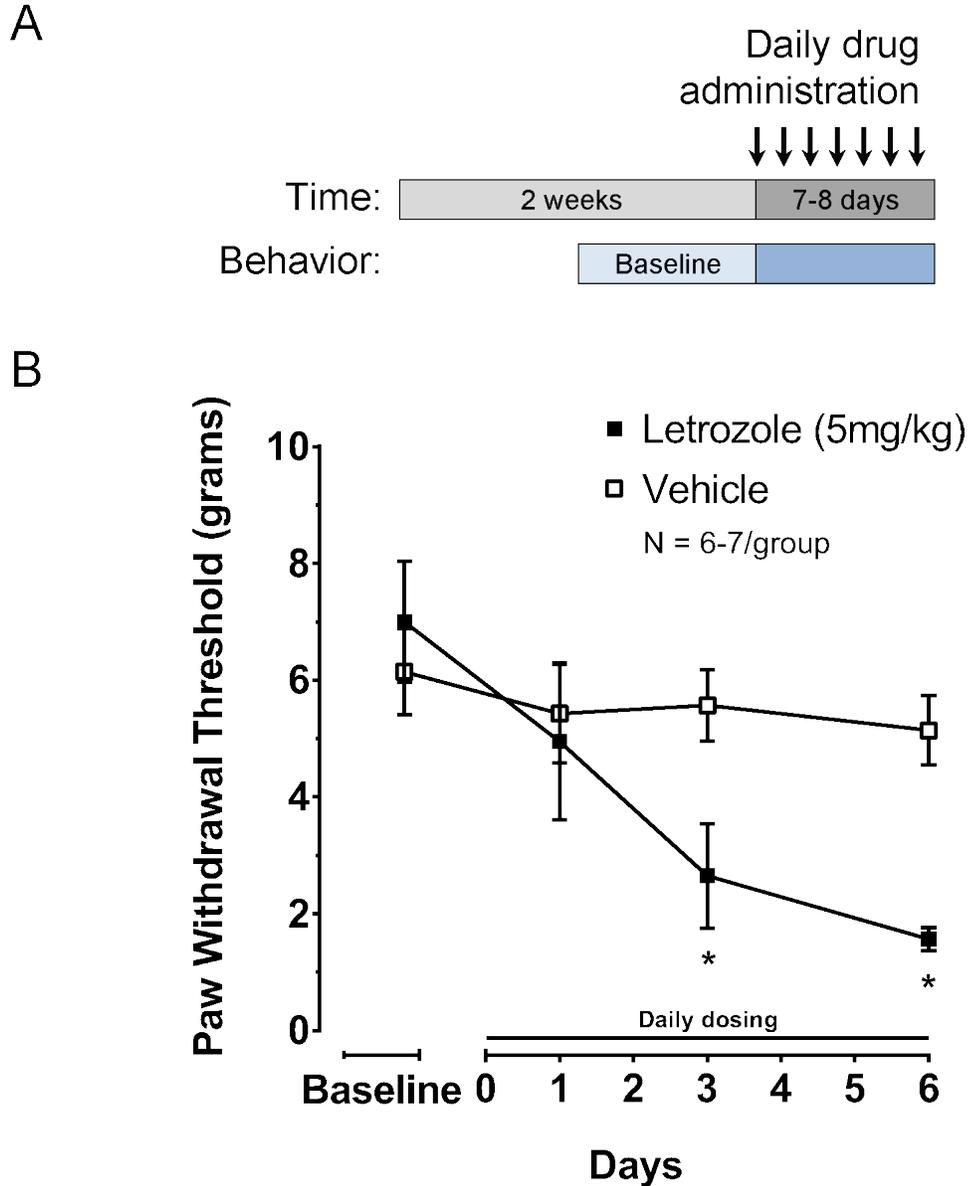 A
Daily drug
administration
Time:
2 weeks
7-8 days
Behavior:
Baseline
B
Letrozole (5mg/kg)
Vehicle
N = 6-7/group
Paw Withdrawal Threshold (grams)
10
8
6
4
2
0
*
*
Daily dosing
Baseline 0 1 2 3 4 5 6
Days